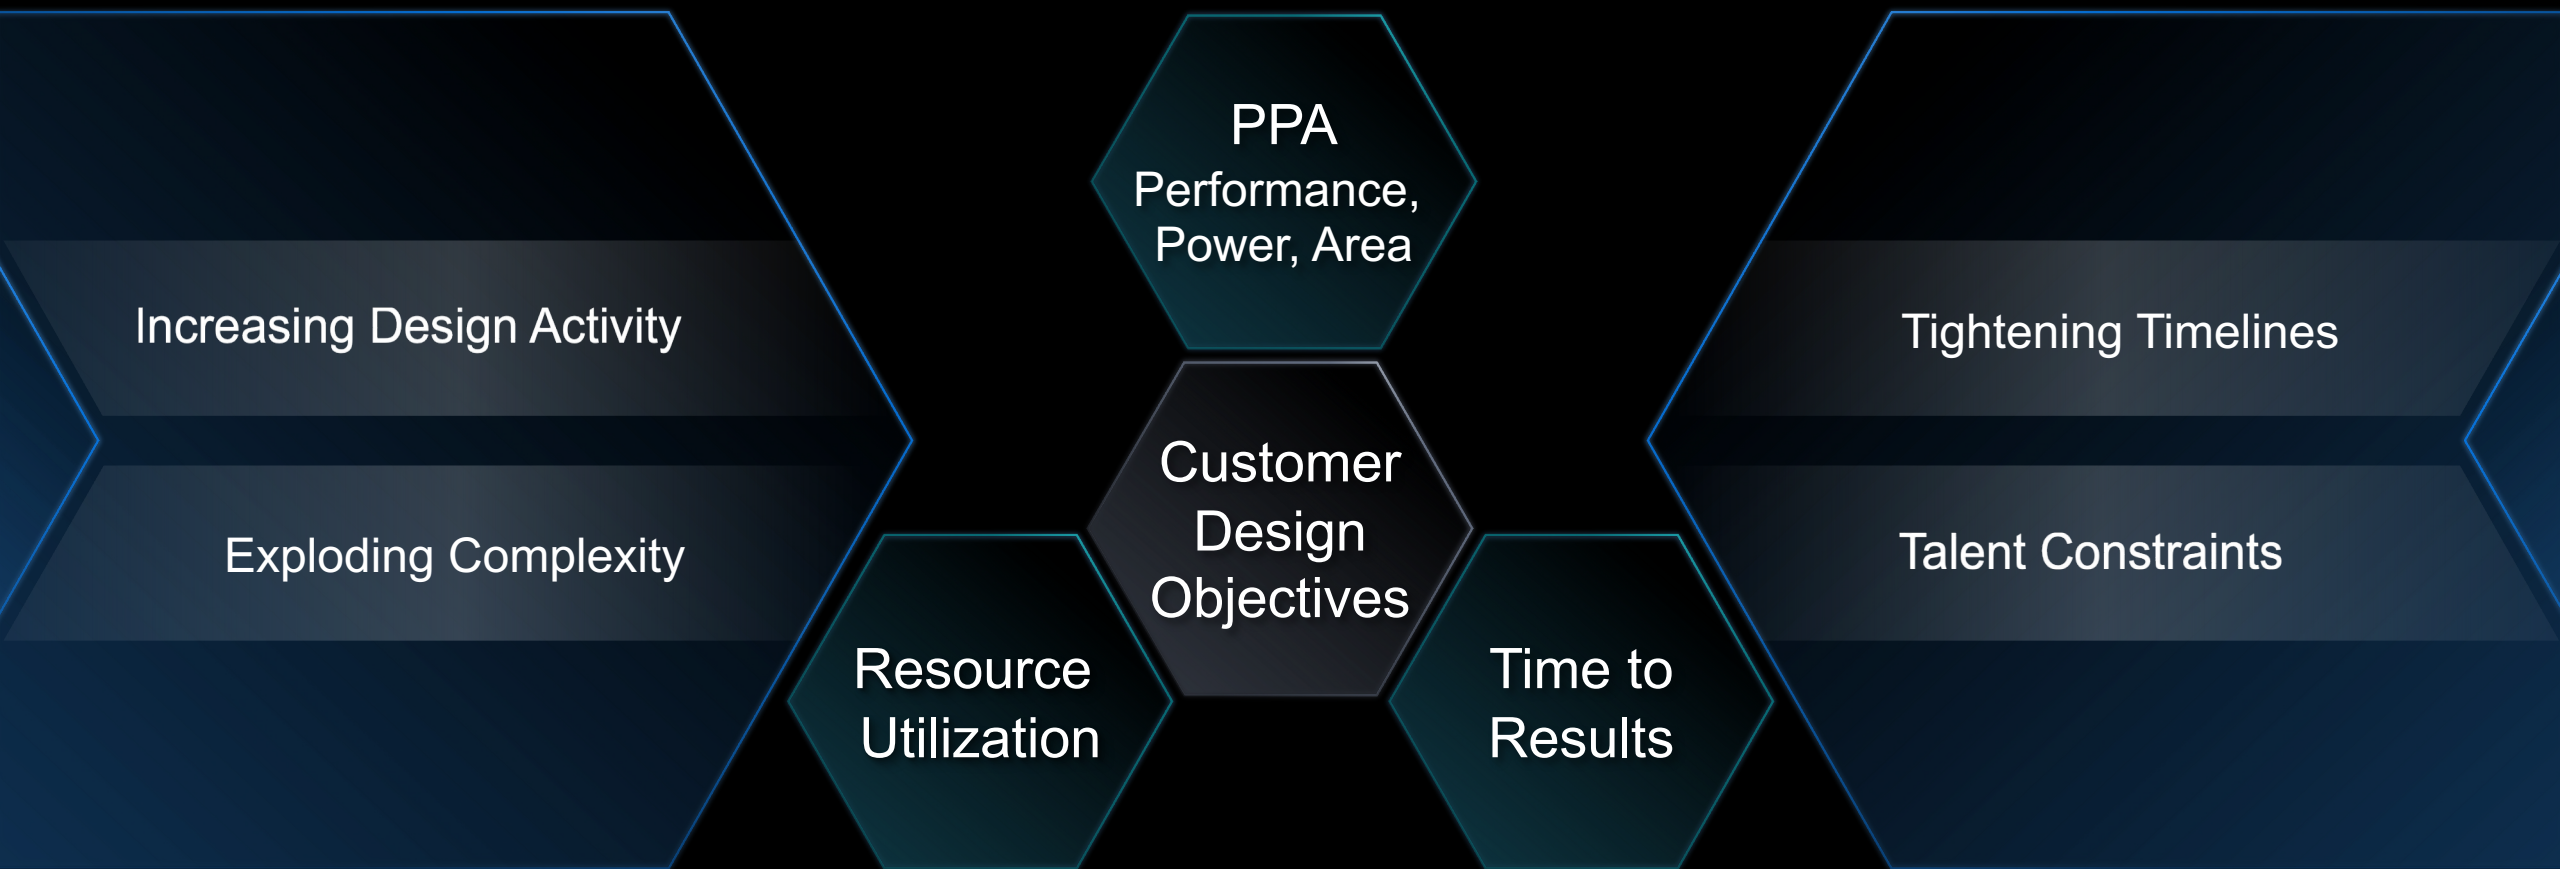 Increasing Design Activity
Exploding Complexity
PPA
Performance,
Power, Area
Customer
Design
Objectives
Resource
Utilization
Time to
Results
Tightening Timelines
Talent Constraints